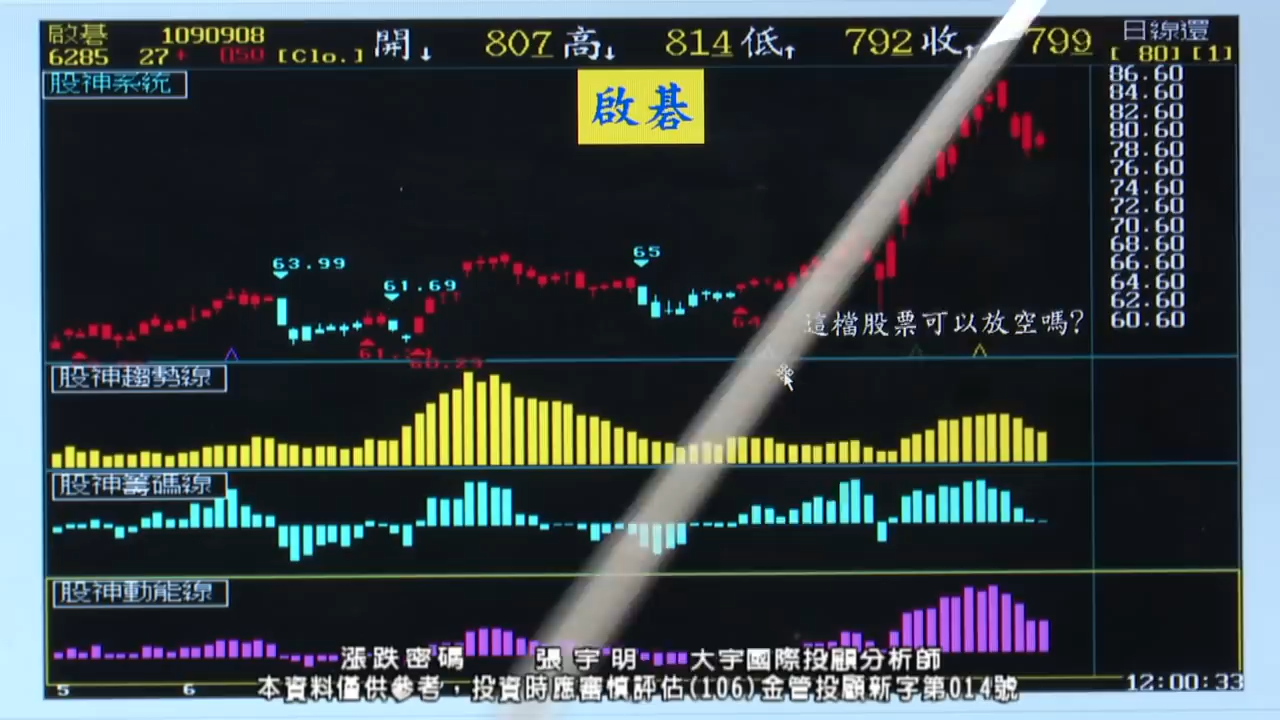 啟碁 1090908 開↓ 807 高↓ 814 低↑ 792 收↑ 799 日線還
6285 27+ 050 [Clo.] [ 80] [1]
股神系統
啟碁
86.60
84.60
82.60
80.60
78.60
76.60
74.60
72.60
70.60
68.60
66.60
64.60
62.60
60.60
63.99
61.69
65
這檔股票可以放空嗎?
60.29
股神趨勢線
股神籌碼線
股神動能線
漲跌密碼 張宇明 大宇國際投顧分析師
5 6 12:00:33
本資料僅供參考,投資時應審慎評估(106)金管投顧新字第014號